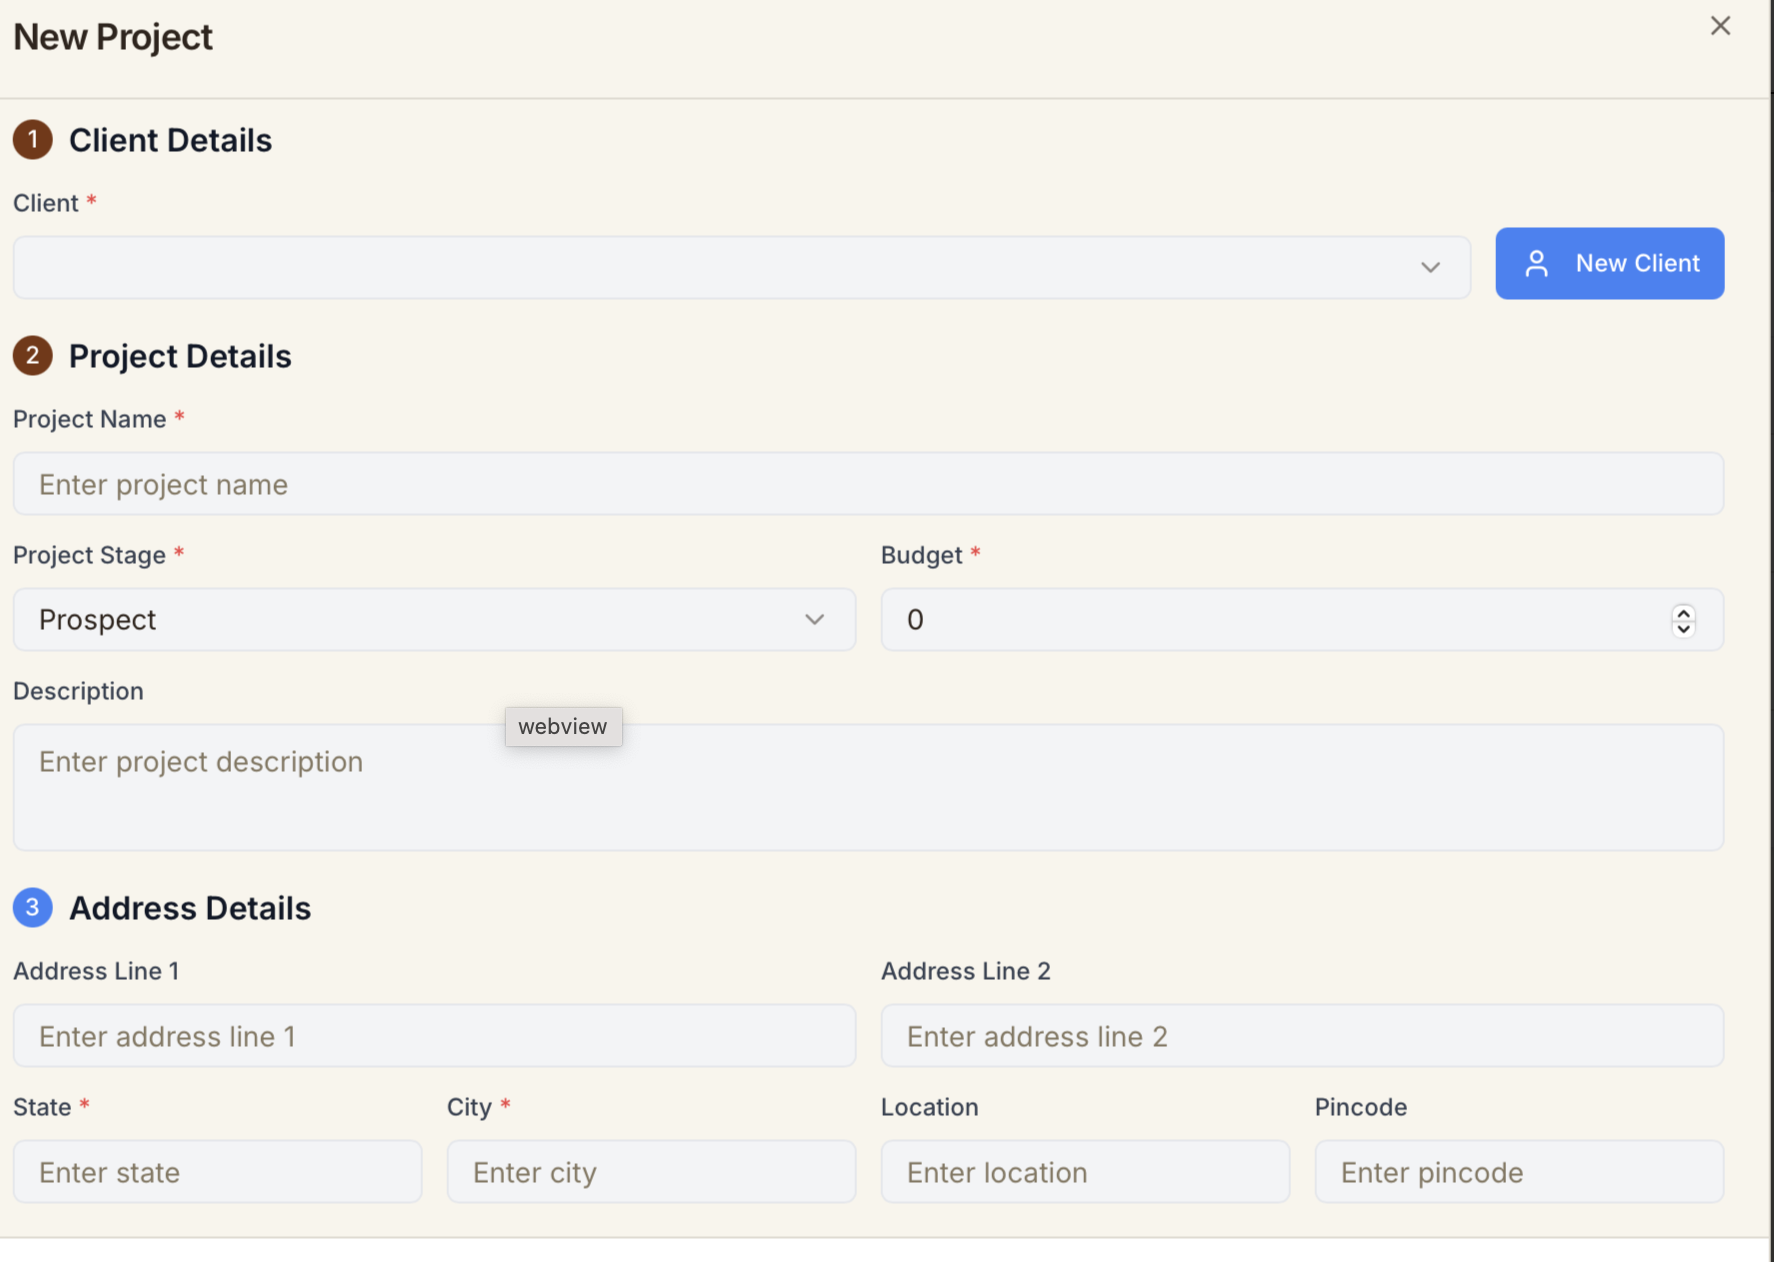 New Project
1 Client Details
Client *
New Client
2 Project Details
Project Name *
Enter project name
Project Stage * Budget *
Prospect 0
Description
webview
Enter project description
3 Address Details
Address Line 1 Address Line 2
Enter address line 1 Enter address line 2
State * City * Location Pincode
Enter state Enter city Enter location Enter pincode